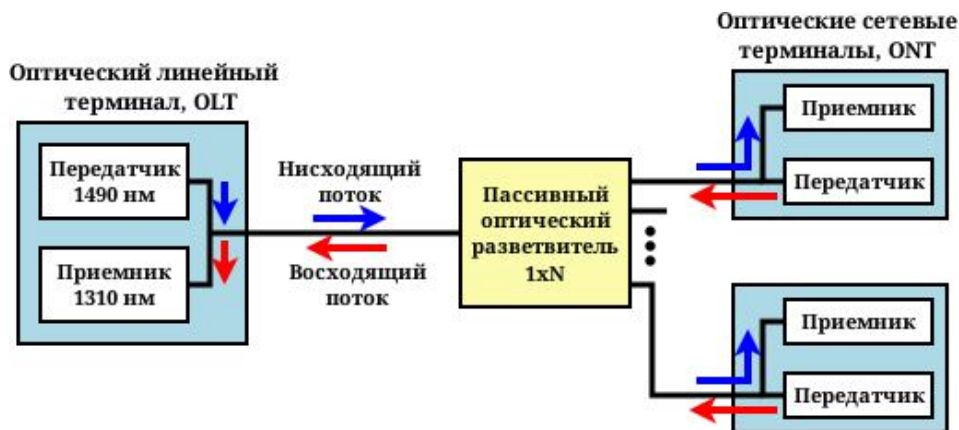 Оптический линейный
терминал, OLT
Передатчик
1490 нм
Приемник
1310 нм
Нисходящий
поток
Восходящий
поток
Пассивный
оптический
разветвитель
1xN
Оптические сетевые
терминалы, ONT
Приемник
Передатчик
Приемник
Передатчик